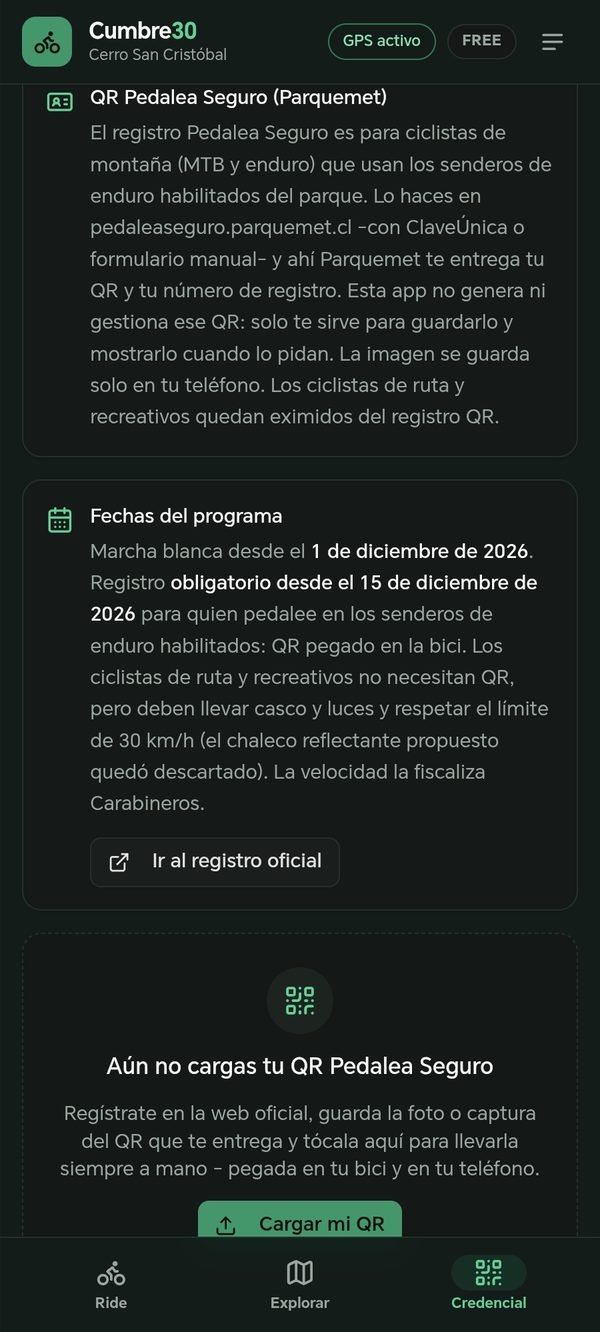 Cumbre30
Cerro San Cristóbal
GPS activo
FREE
QR Pedalea Seguro (Parquemet)
El registro Pedalea Seguro es para ciclistas de
montaña (MTB y enduro) que usan los senderos de
enduro habilitados del parque. Lo haces en
pedaleaseguro.parquemet.cl –con ClaveÚnica o
formulario manual– y ahí Parquemet te entrega tu
QR y tu número de registro. Esta app no genera ni
gestiona ese QR: solo te sirve para guardarlo y
mostrarlo cuando lo pidan. La imagen se guarda
solo en tu teléfono. Los ciclistas de ruta y
recreativos quedan eximidos del registro QR.
Fechas del programa
Marcha blanca desde el 1 de diciembre de 2026.
Registro obligatorio desde el 15 de diciembre de
2026 para quien pedalee en los senderos de
enduro habilitados: QR pegado en la bici. Los
ciclistas de ruta y recreativos no necesitan QR,
pero deben llevar casco y luces y respetar el límite
de 30 km/h (el chaleco reflectante propuesto
quedó descartado). La velocidad la fiscaliza
Carabineros.
Ir al registro oficial
Aún no cargas tu QR Pedalea Seguro
Regístrate en la web oficial, guarda la foto o captura
del QR que te entrega y tócala aquí para llevarla
siempre a mano – pegada en tu bici y en tu teléfono.
Cargar mi QR
Ride
Explorar
Credencial